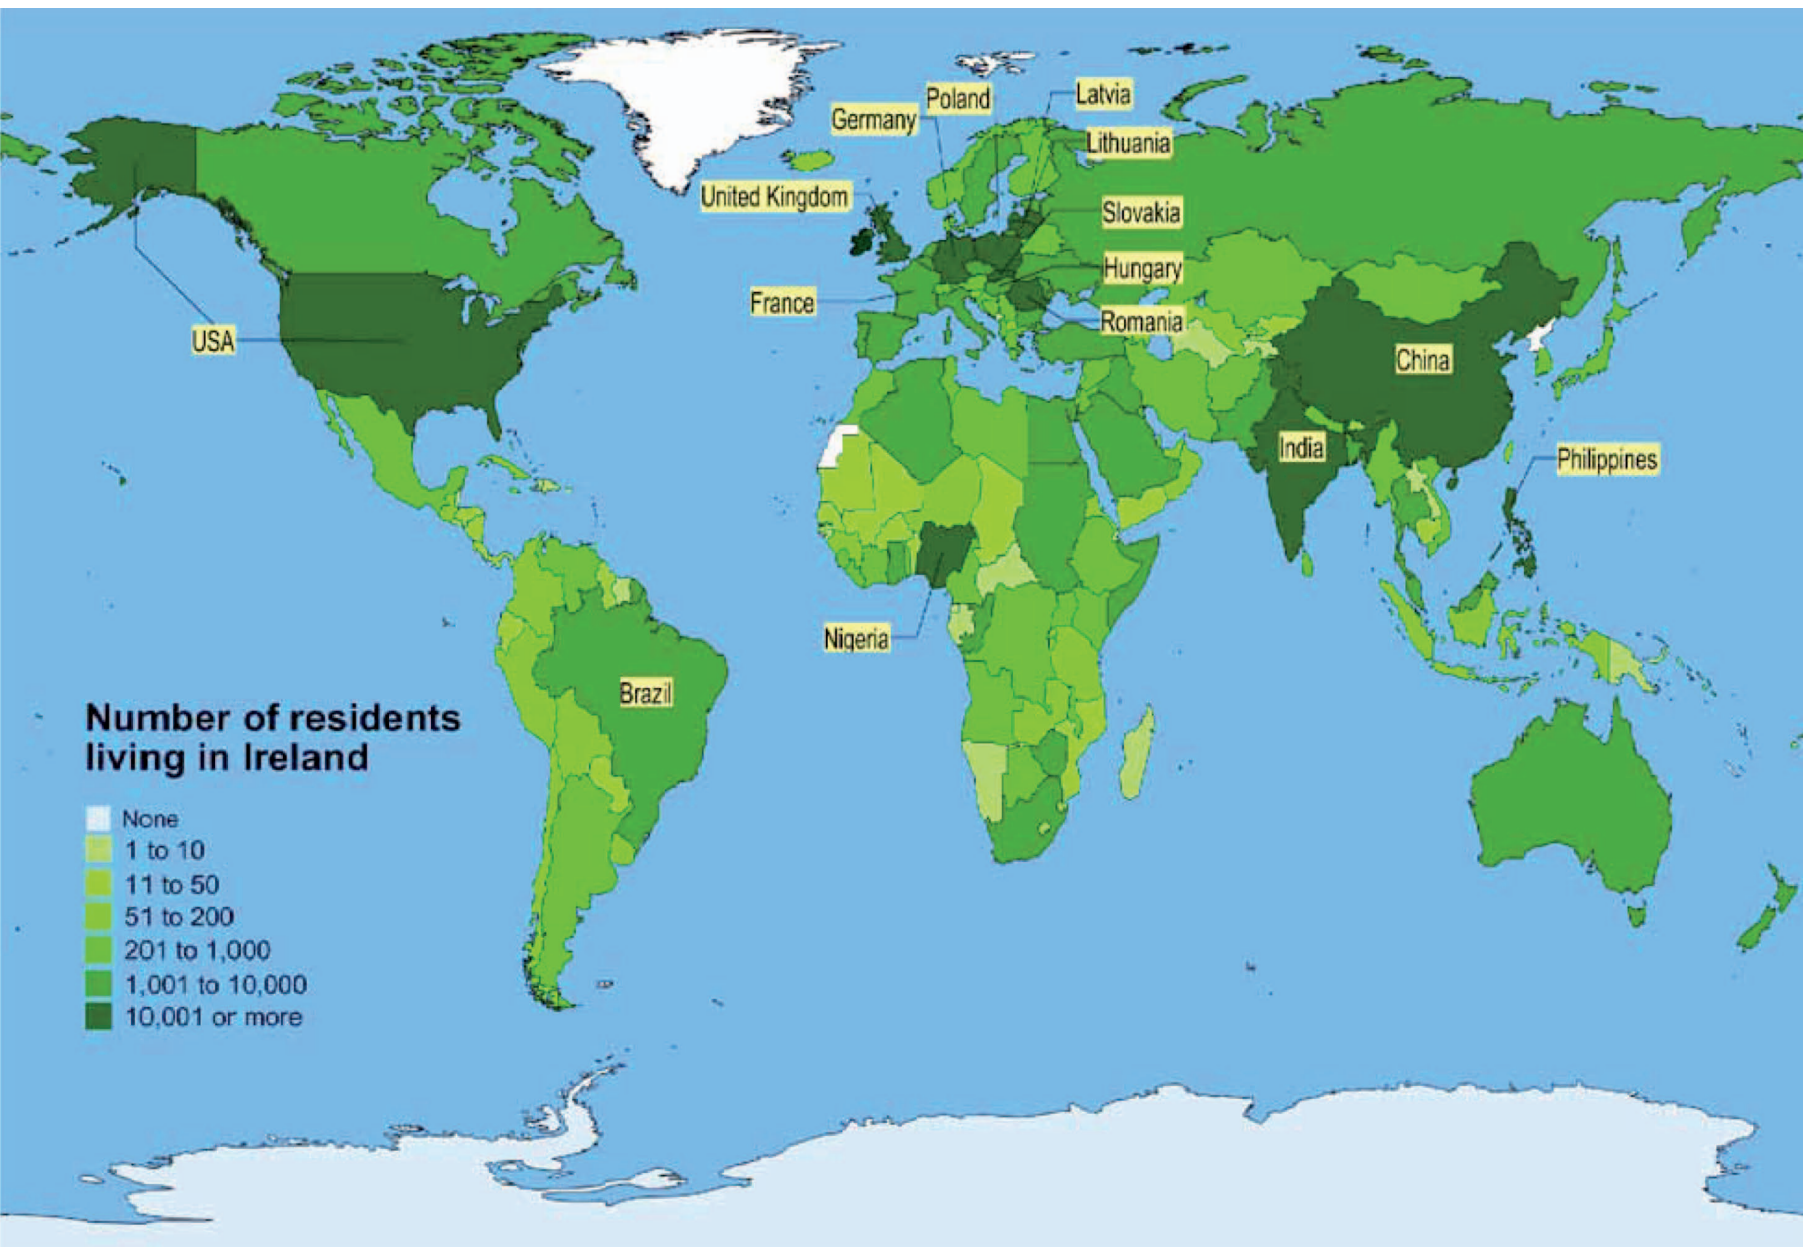 Poland
Latvia
Germany
Lithuania
United Kingdom
Slovakia
Hungary
France
Romania
USA
China
India
Philippines
Nigeria
Brazil
Number of residents
living in Ireland
None
1 to 10
11 to 50
51 to 200
201 to 1,000
1,001 to 10,000
10,001 or more